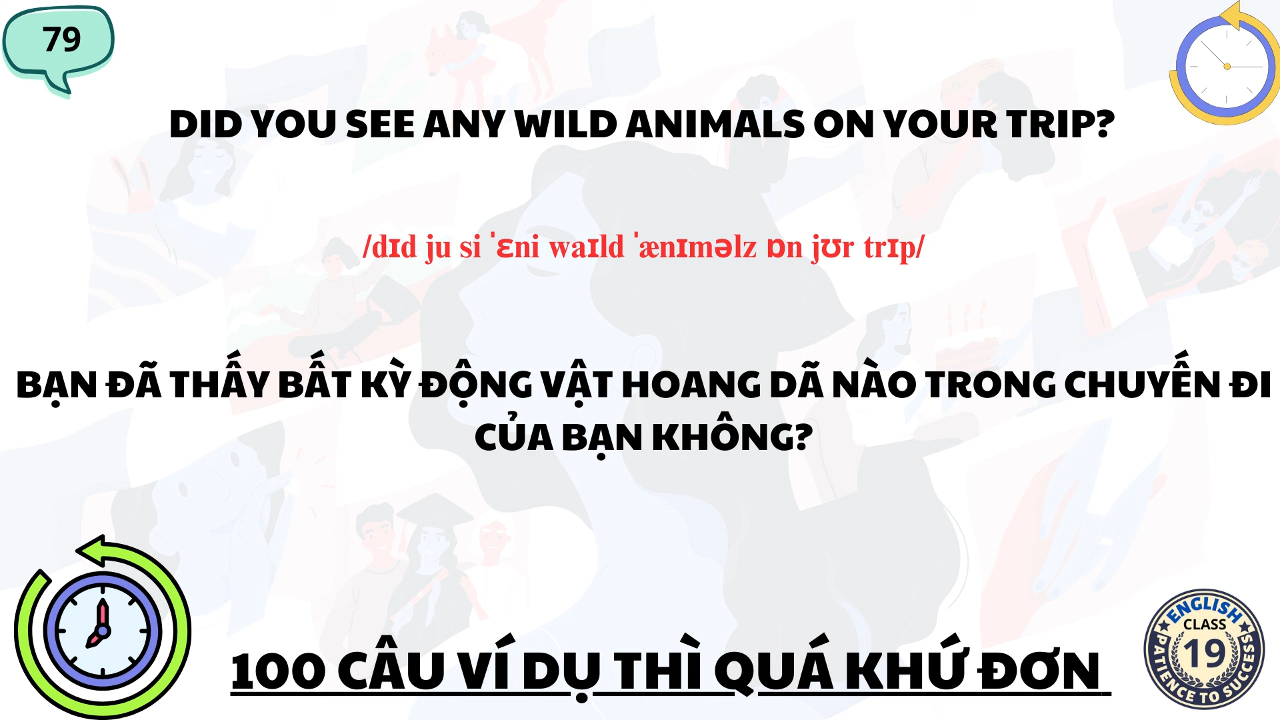 79
DID YOU SEE ANY WILD ANIMALS ON YOUR TRIP?
/dɪd ju si ˈɛni waɪld ˈænɪməlz ɒn jʊr trɪp/
BẠN ĐÃ THẤY BẤT KỲ ĐỘNG VẬT HOANG DÃ NÀO TRONG CHUYẾN ĐI
CỦA BẠN KHÔNG?
100 CÂU VÍ DỤ THÌ QUÁ KHỨ ĐƠN
ENGLISH
CLASS
19
PATIENCE TO SUCCESS